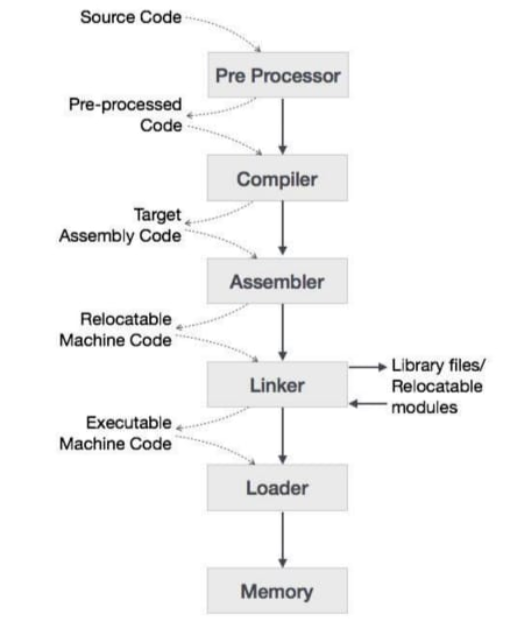 Source Code
Pre Processor
Pre-processed
Code
Compiler
Target
Assembly Code
Assembler
Relocatable
Machine Code
Linker
Library files/
Relocatable
modules
Executable
Machine Code
Loader
Memory